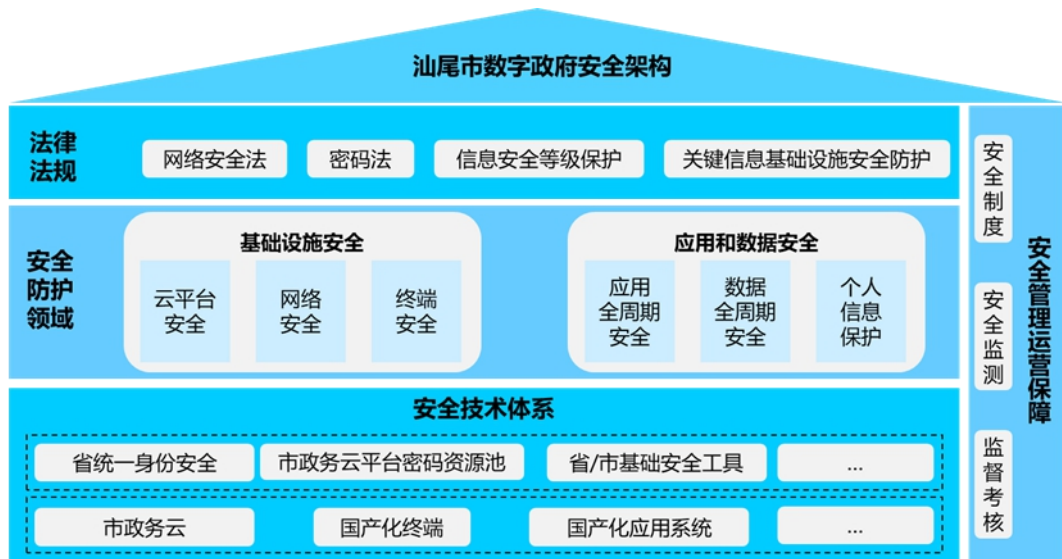 汕尾市数字政府安全架构
法律
法规
网络安全法
密码法
信息安全等级保护
关键信息基础设施安全防护
安全
防护
领域
基础设施安全
云平台
安全
网络
安全
终端
安全
应用和数据安全
应用
全周期
安全
数据
全周期
安全
个人
信息
保护
安全技术体系
省统一身份安全
市政务云平台密码资源池
省/市基础安全工具
...
市政务云
国产化终端
国产化应用系统
...
安全制度
安全监测
监督考核
安全管理运营保障